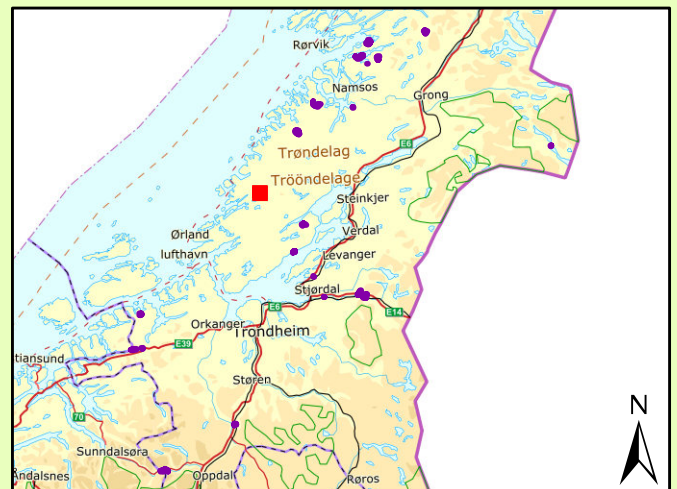 Rørvik
Namsos
Grong
Trøndelag
E6
Trööndelage
Steinkjer
Ørland
lufthavn
Verdal
Levanger
Stjørdal
E6
E14
Orkanger
Trondheim
E39
tiansund
Støren
70
Sunndalsøra
Åndalsnes
Oppdal
Røros
N